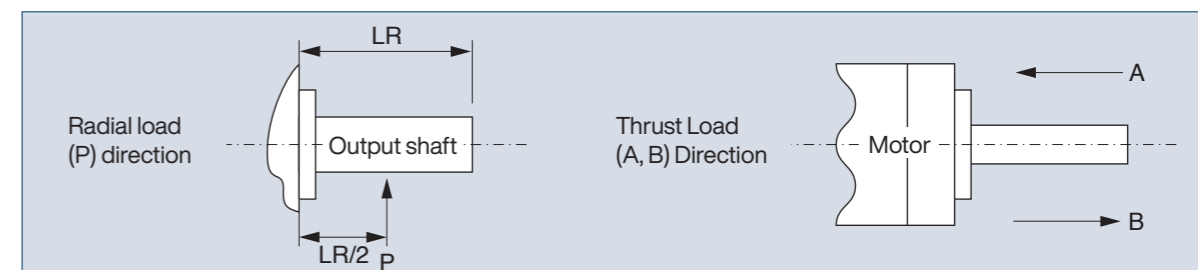 LR
Radial load
(P) direction
Output shaft
LR/2
P
Thrust Load
(A, B) Direction
Motor
A
B